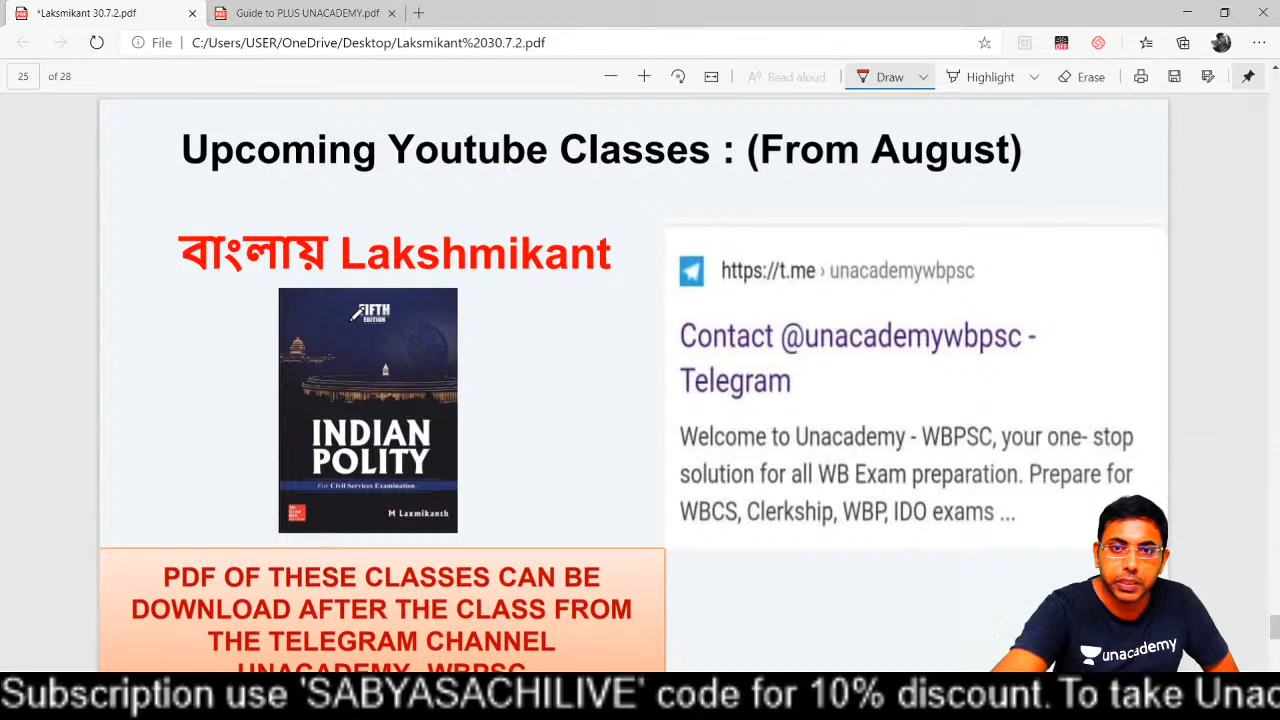 *Laksmikant 30.7.2.pdf
Guide to PLUS UNACADEMY.pdf
File
C:/Users/USER/OneDrive/Desktop/Laksmikant%2030.7.2.pdf
25 of 28
Read aloud
Draw
Highlight
Erase
Upcoming Youtube Classes : (From August)
বাংলায় Lakshmikant
FIFTH
EDITION
INDIAN
POLITY
For Civil Services Examination
M Laxmikanth
https://t.me › unacademywbpsc
Contact @unacademywbpsc -
Telegram
Welcome to Unacademy - WBPSC, your one- stop
solution for all WB Exam preparation. Prepare for
WBCS, Clerkship, WBP, IDO exams ...
PDF OF THESE CLASSES CAN BE
DOWNLOAD AFTER THE CLASS FROM
THE TELEGRAM CHANNEL
UNACADEMY WBPSC
unacademy
Subscription use 'SABYASACHILIVE' code for 10% discount. To take Unac